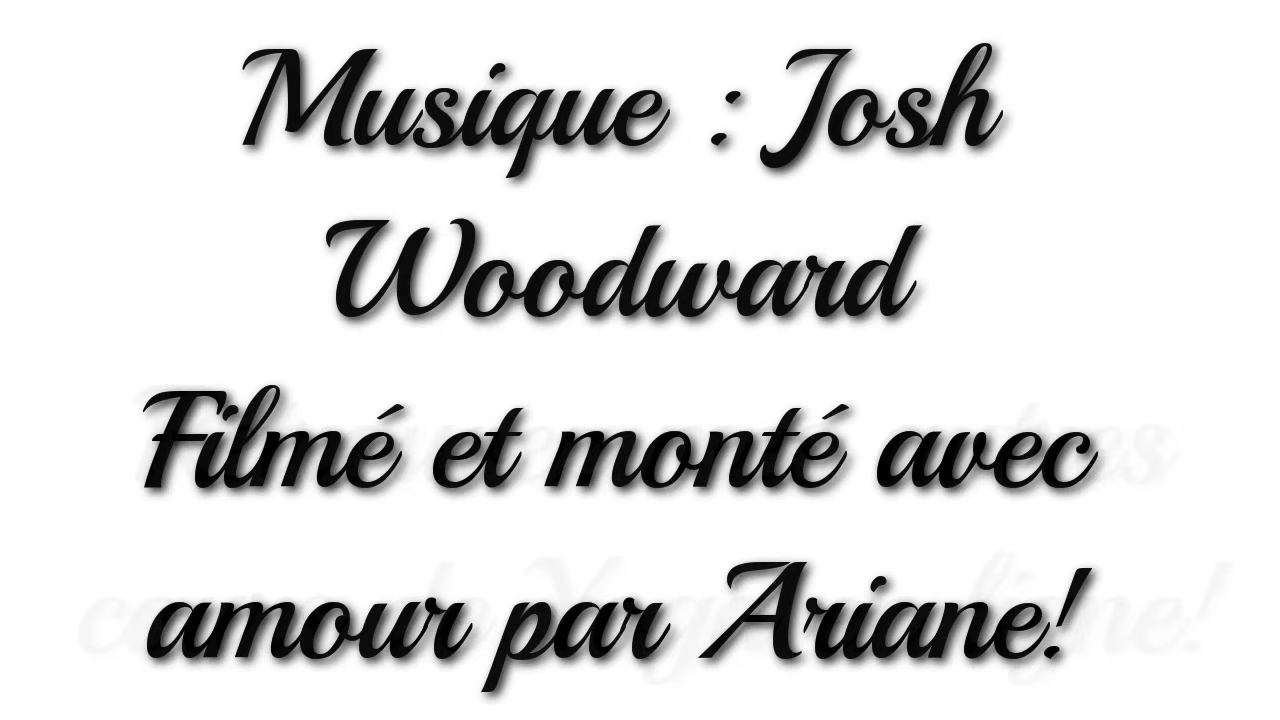 Musique : Josh
Woodward
Filmé et monté avec
amour par Ariane!